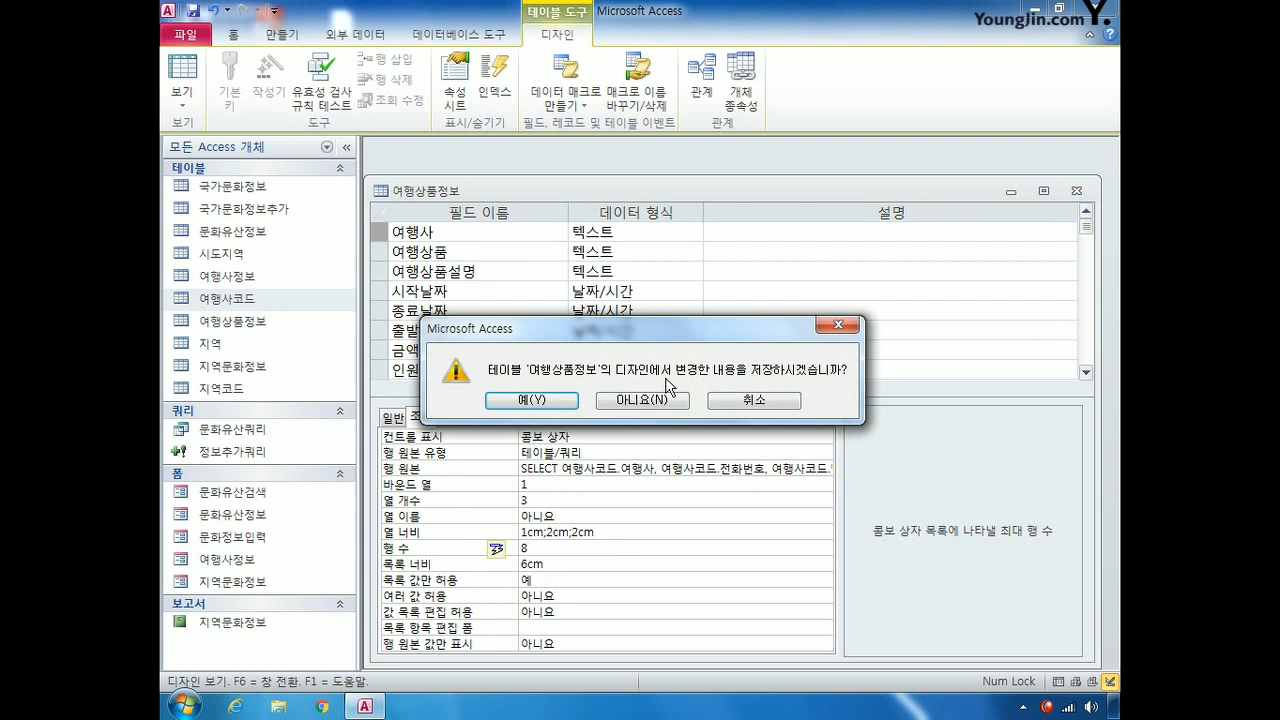 테이블 도구
Microsoft Access
YoungJin.com Y.
파일
홈
만들기
외부 데이터
데이터베이스 도구
디자인
보기
기본 키
작성기
유효성 검사 규칙 테스트
행 삽입
행 삭제
조회 수정
속성 시트
인덱스
데이터 매크로 만들기
매크로 이름 바꾸기/삭제
관계
개체 종속성
보기
도구
표시/숨기기
필드, 레코드 및 테이블 이벤트
관계
모든 Access 개체
테이블
국가문화정보
국가문화정보추가
문화유산정보
시도지역
여행사정보
여행사코드
여행상품정보
지역
지역문화정보
지역코드
쿼리
문화유산쿼리
정보추가쿼리
폼
문화유산검색
문화유산정보
문화정보입력
여행사정보
지역문화정보
보고서
지역문화정보
여행상품정보
필드 이름 데이터 형식 설명
여행사 텍스트
여행상품 텍스트
여행상품설명 텍스트
시작날짜 날짜/시간
종료날짜 날짜/시간
출발
금액
인원
Microsoft Access
테이블 '여행상품정보'의 디자인에서 변경한 내용을 저장하시겠습니까?
예(Y) 아니요(N) 취소
일반
컨트롤 표시 콤보 상자
행 원본 유형 테이블/쿼리
행 원본 SELECT 여행사코드.여행사, 여행사코드.전화번호, 여행사코드.
바운드 열 1
열 개수 3
열 이름 아니요
열 너비 1cm;2cm;2cm
행 수 8
목록 너비 6cm
목록 값만 허용 예
여러 값 허용 아니요
값 목록 편집 허용 아니요
목록 항목 편집 폼
행 원본 값만 표시 아니요
콤보 상자 목록에 나타낼 최대 행 수
디자인 보기. F6 = 창 전환. F1 = 도움말.
Num Lock